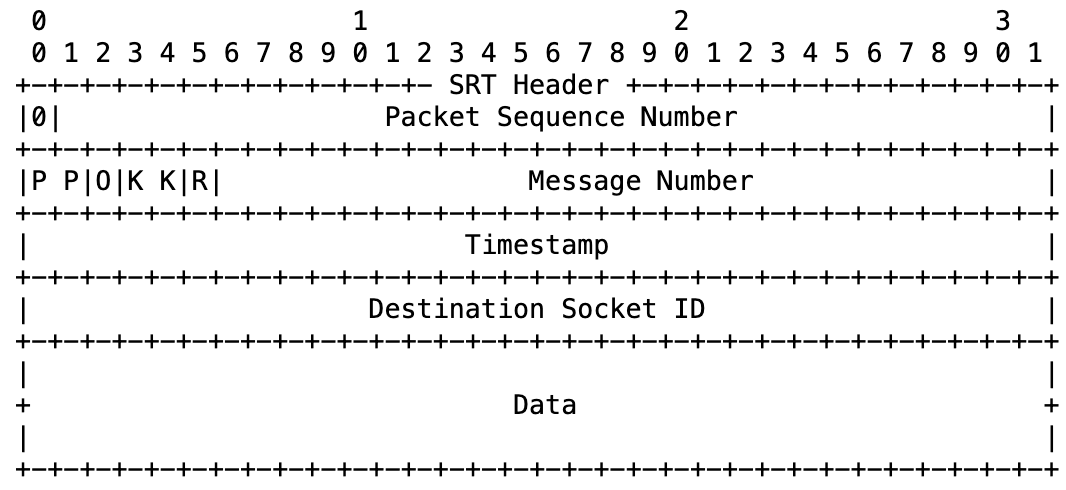 0                   1                   2                   3
 0 1 2 3 4 5 6 7 8 9 0 1 2 3 4 5 6 7 8 9 0 1 2 3 4 5 6 7 8 9 0 1
+-+-+-+-+-+-+-+-+-+-+-+-+- SRT Header +-+-+-+-+-+-+-+-+-+-+-+-+-+
|0|                    Packet Sequence Number                   |
+-+-+-+-+-+-+-+-+-+-+-+-+-+-+-+-+-+-+-+-+-+-+-+-+-+-+-+-+-+-+-+-+
|P P|O|K K|R|                   Message Number                  |
+-+-+-+-+-+-+-+-+-+-+-+-+-+-+-+-+-+-+-+-+-+-+-+-+-+-+-+-+-+-+-+-+
|                           Timestamp                           |
+-+-+-+-+-+-+-+-+-+-+-+-+-+-+-+-+-+-+-+-+-+-+-+-+-+-+-+-+-+-+-+-+
|                     Destination Socket ID                     |
+-+-+-+-+-+-+-+-+-+-+-+-+-+-+-+-+-+-+-+-+-+-+-+-+-+-+-+-+-+-+-+-+
|                                                               |
+                              Data                             +
|                                                               |
+-+-+-+-+-+-+-+-+-+-+-+-+-+-+-+-+-+-+-+-+-+-+-+-+-+-+-+-+-+-+-+-+